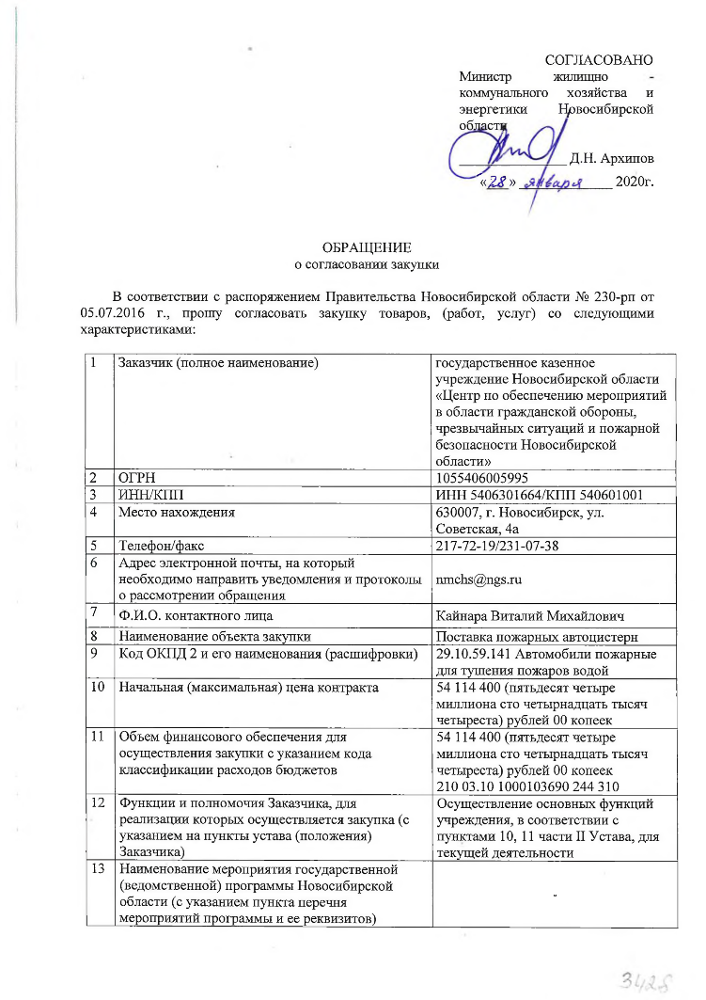 СОГЛАСОВАНО
Министр жилищно -
коммунального хозяйства и
энергетики Новосибирской
области
Д.Н. Архипов
«28» января 2020г.
ОБРАЩЕНИЕ
о согласовании закупки
В соответствии с распоряжением Правительства Новосибирской области № 230-рп от
05.07.2016 г., прошу согласовать закупку товаров, (работ, услуг) со следующими
характеристиками:
1 Заказчик (полное наименование) государственное казенное
учреждение Новосибирской области
«Центр по обеспечению мероприятий
в области гражданской обороны,
чрезвычайных ситуаций и пожарной
безопасности Новосибирской
области»
2 ОГРН 1055406005995
3 ИНН/КПП ИНН 5406301664/КПП 540601001
4 Место нахождения 630007, г. Новосибирск, ул.
Советская, 4а
5 Телефон/факс 217-72-19/231-07-38
6 Адрес электронной почты, на который
необходимо направить уведомления и протоколы nmchs@ngs.ru
о рассмотрении обращения
7 Ф.И.О. контактного лица Кайнара Виталий Михайлович
8 Наименование объекта закупки Поставка пожарных автоцистерн
9 Код ОКПД 2 и его наименования (расшифровки) 29.10.59.141 Автомобили пожарные
для тушения пожаров водой
10 Начальная (максимальная) цена контракта 54 114 400 (пятьдесят четыре
миллиона сто четырнадцать тысяч
четыреста) рублей 00 копеек
11 Объем финансового обеспечения для 54 114 400 (пятьдесят четыре
осуществления закупки с указанием кода миллиона сто четырнадцать тысяч
классификации расходов бюджетов четыреста) рублей 00 копеек
210 03.10 1000103690 244 310
12 Функции и полномочия Заказчика, для Осуществление основных функций
реализации которых осуществляется закупка (с учреждения, в соответствии с
указанием на пункты устава (положения) пунктами 10, 11 части II Устава, для
Заказчика) текущей деятельности
13 Наименование мероприятия государственной
(ведомственной) программы Новосибирской
области (с указанием пункта перечня -
мероприятий программы и ее реквизитов)
3428